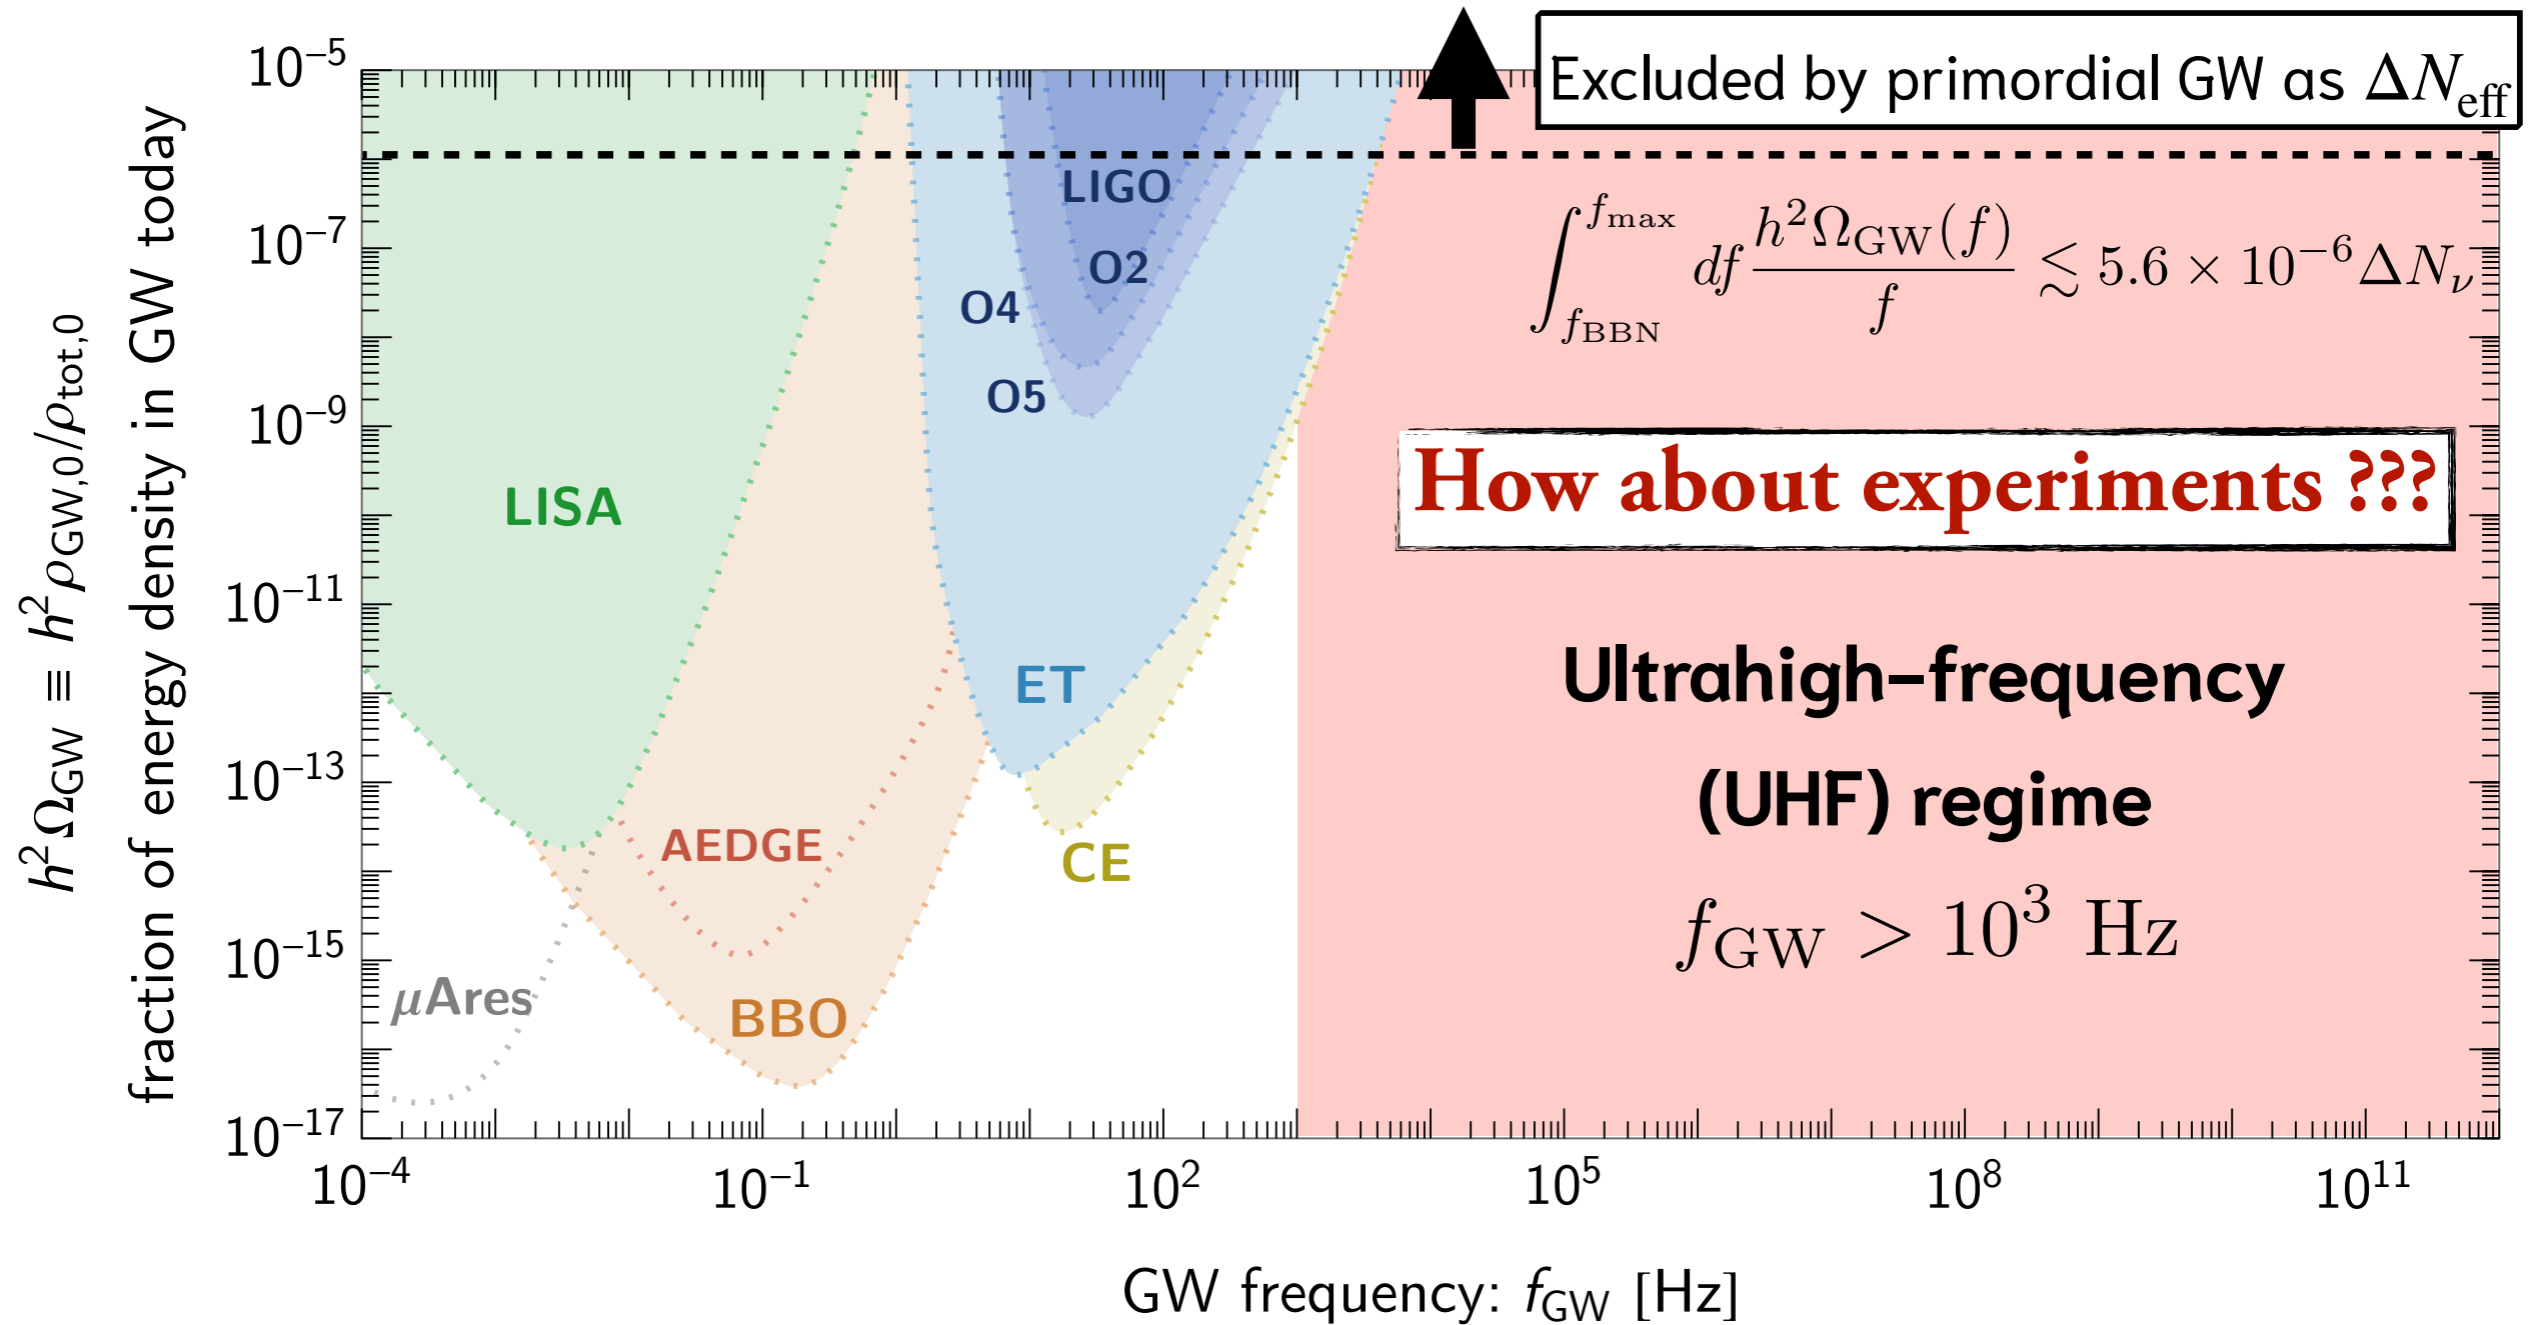 Excluded by primordial GW as ΔN_eff
10^−5
10^−7
10^−9
10^−11
10^−13
10^−15
10^−17
h²Ω_GW ≡ h²ρ_GW,0/ρ_tot,0
fraction of energy density in GW today
LIGO
O2
O4
O5
∫_{f_BBN}^{f_max} df h²Ω_GW(f)/f ≲ 5.6 × 10^−6 ΔN_ν
How about experiments ???
LISA
ET
AEDGE
CE
μAres
BBO
Ultrahigh–frequency
(UHF) regime
f_GW > 10^3 Hz
10^−4
10^−1
10^2
10^5
10^8
10^11
GW frequency: f_GW [Hz]